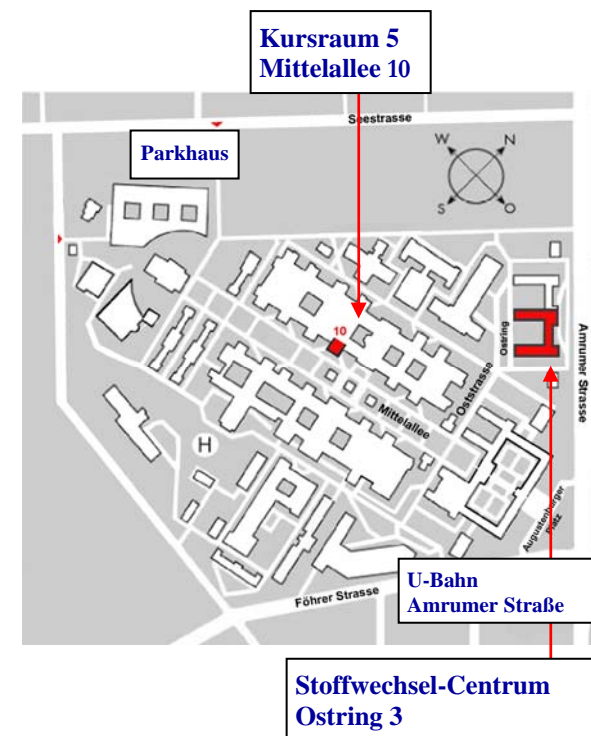 Kursraum 5
Mittelallee 10
Seestrasse
Parkhaus
W
N
S
O
10
Ostring
Amrumer Strasse
Oststrasse
Mittelallee
H
Augustenburger
Platz
U-Bahn
Amrumer Straße
Föhrer Strasse
Stoffwechsel-Centrum
Ostring 3